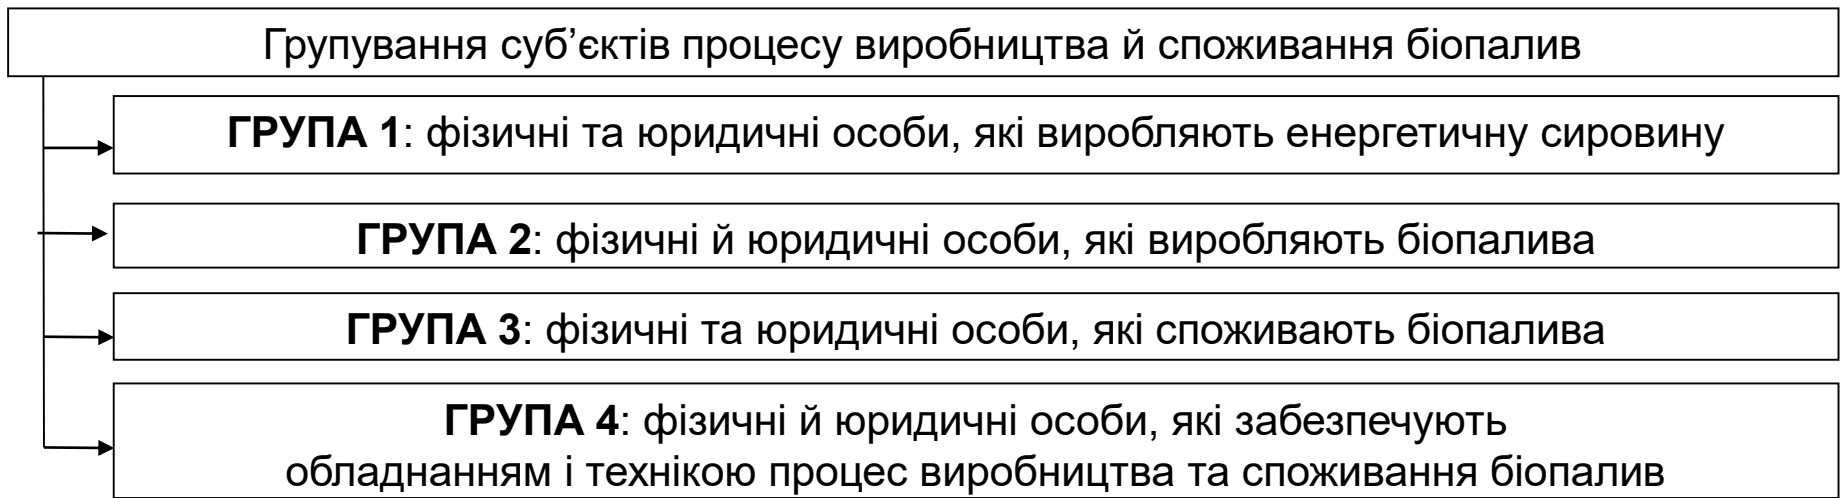 Групування суб’єктів процесу виробництва й споживання біопалив
ГРУПА 1: фізичні та юридичні особи, які виробляють енергетичну сировину
ГРУПА 2: фізичні й юридичні особи, які виробляють біопалива
ГРУПА 3: фізичні та юридичні особи, які споживають біопалива
ГРУПА 4: фізичні й юридичні особи, які забезпечують
обладнанням і технікою процес виробництва та споживання біопалив